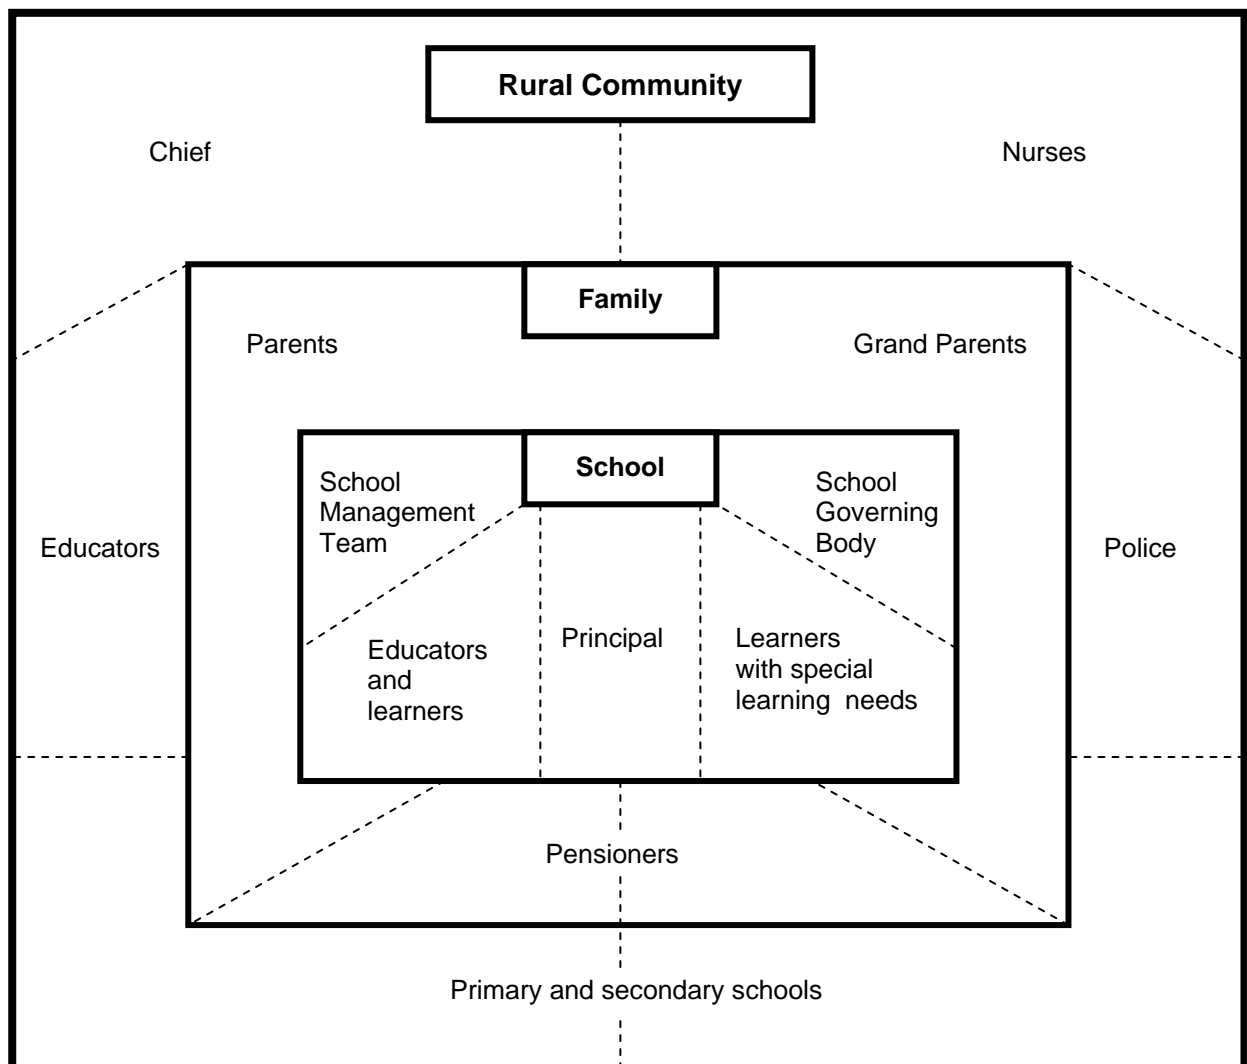 Rural Community
Chief
Nurses
Family
Parents
Grand Parents
School
School
Management
Team
School
Governing
Body
Educators
Police
Educators
and
learners
Principal
Learners
with special
learning needs
Pensioners
Primary and secondary schools